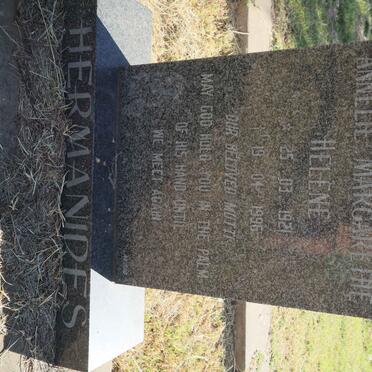 ANNELIE MARGARETHE
HELENE
* 25 · 03 · 1921
† 18 · 04 · 1996
OUR BELOVED MUTTI
MAY GOD HOLD YOU IN THE PALM
OF HIS HAND UNTIL
WE MEET AGAIN
HERMANIDES